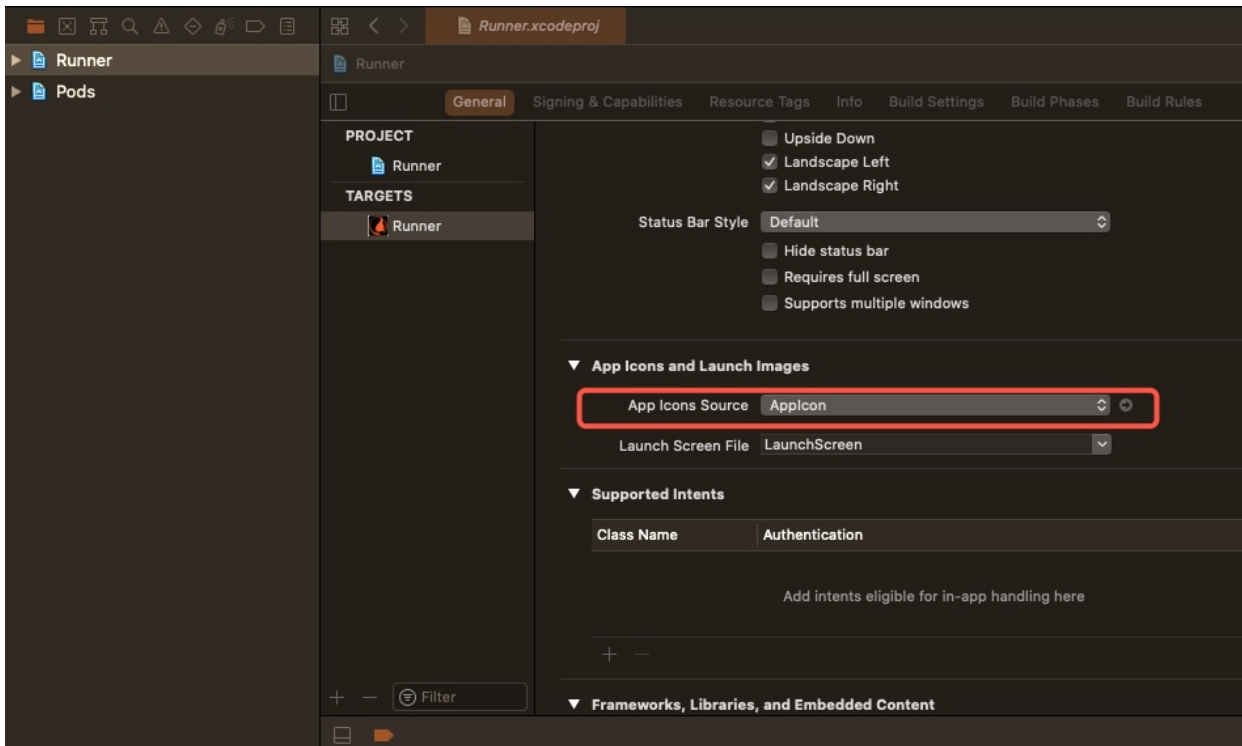 Runner
Pods
Runner.xcodeproj
Runner
General Signing & Capabilities Resource Tags Info Build Settings Build Phases Build Rules
PROJECT
Runner
TARGETS
Runner
Filter
Upside Down
Landscape Left
Landscape Right
Status Bar Style Default
Hide status bar
Requires full screen
Supports multiple windows
App Icons and Launch Images
App Icons Source AppIcon
Launch Screen File LaunchScreen
Supported Intents
Class Name Authentication
Add intents eligible for in-app handling here
Frameworks, Libraries, and Embedded Content